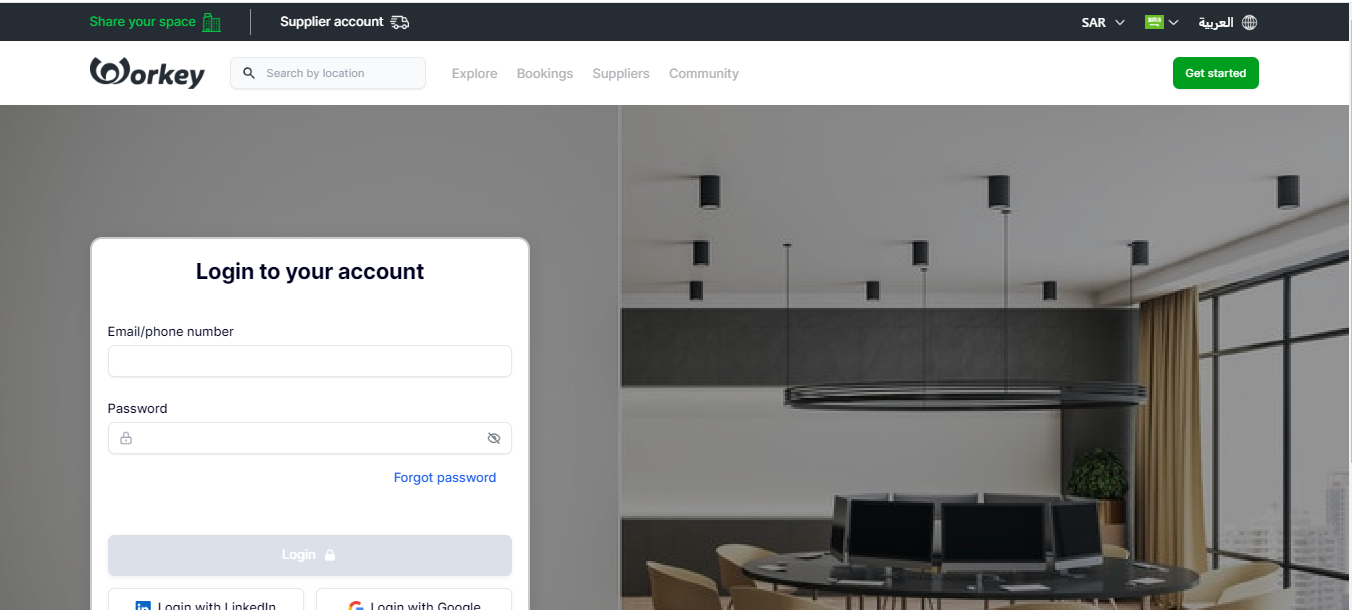 Share your space
Supplier account
SAR
العربية
Workey
Search by location
Explore
Bookings
Suppliers
Community
Get started
Login to your account
Email/phone number
Password
Forgot password
Login
Login with LinkedIn
Login with Google